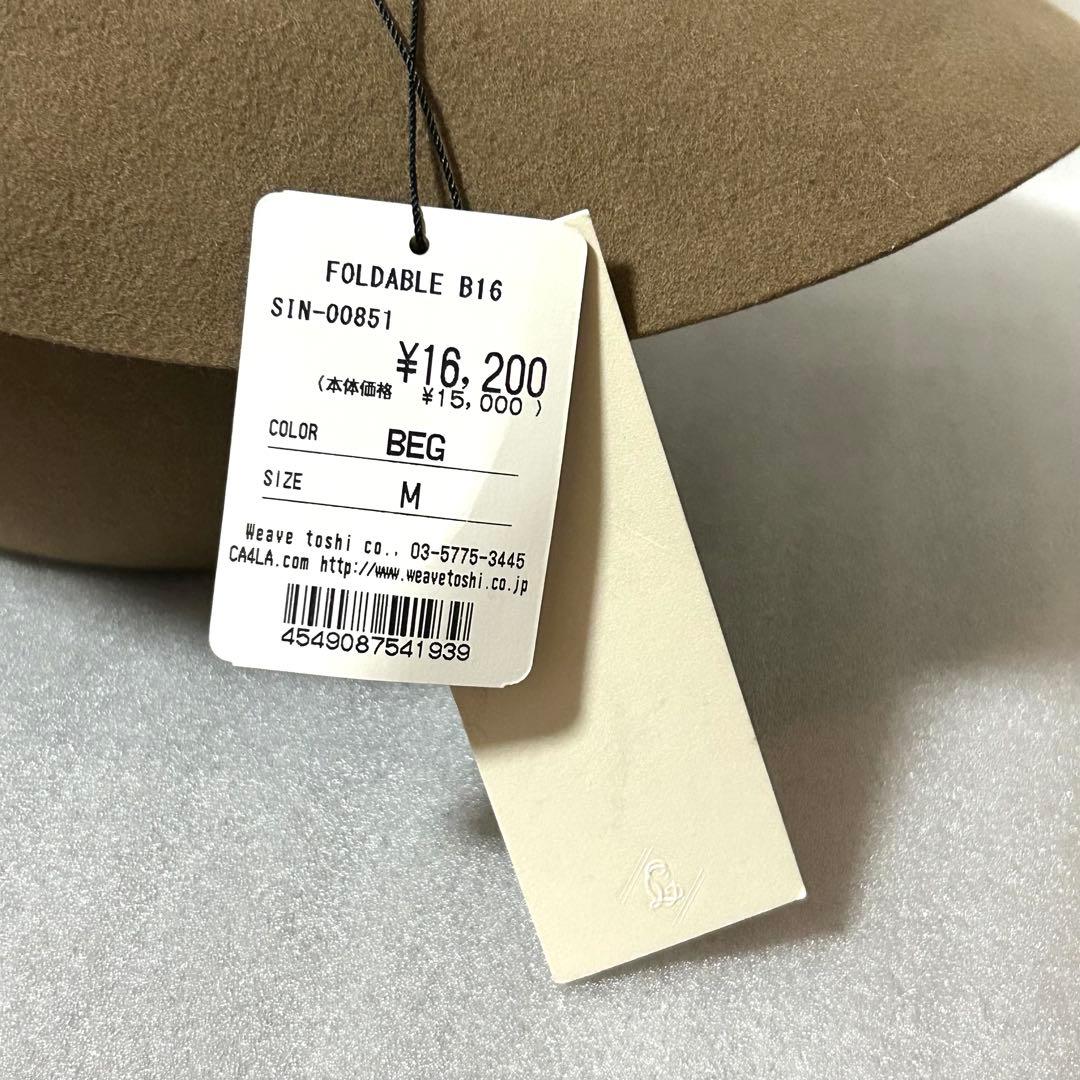 FOLDABLE B16
SIN-00851
¥16,200
(本体価格 ¥15,000 )
COLOR BEG
SIZE M
Weave toshi co., 03-5775-3445
CA4LA.com http://www.weavetoshi.co.jp
4549087541939